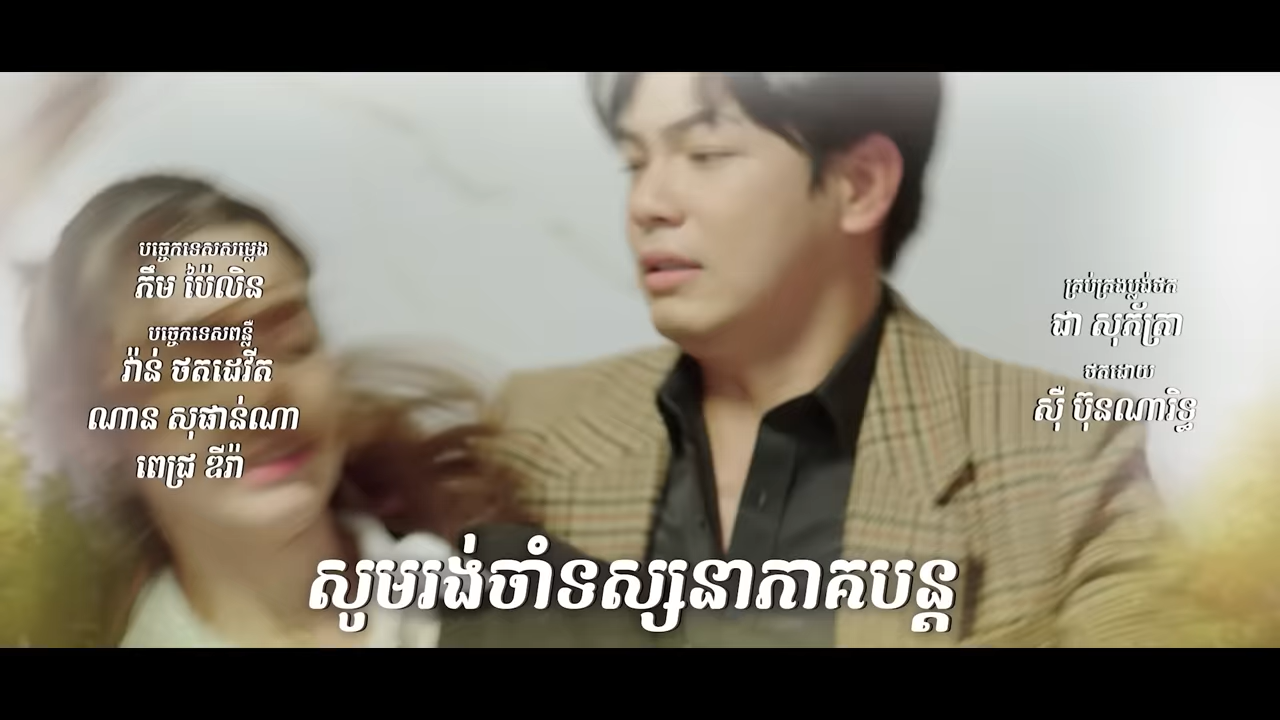 បច្ចេកទេសសម្លេង
ភឹម ប៉ៃលិន
បច្ចេកទេសពន្លឺ
វ៉ាន់ ថតដេវីត
ណាន សុផាន់ណា
ពេជ្រ ឌីរ៉ា
គ្រប់គ្រងប្លង់ថត
ជា សុភ័ត្រា
ថតដោយ
ស៊ឺ ប៊ុនណារិទ្ធ
សូមរង់ចាំទស្សនាភាគបន្ត